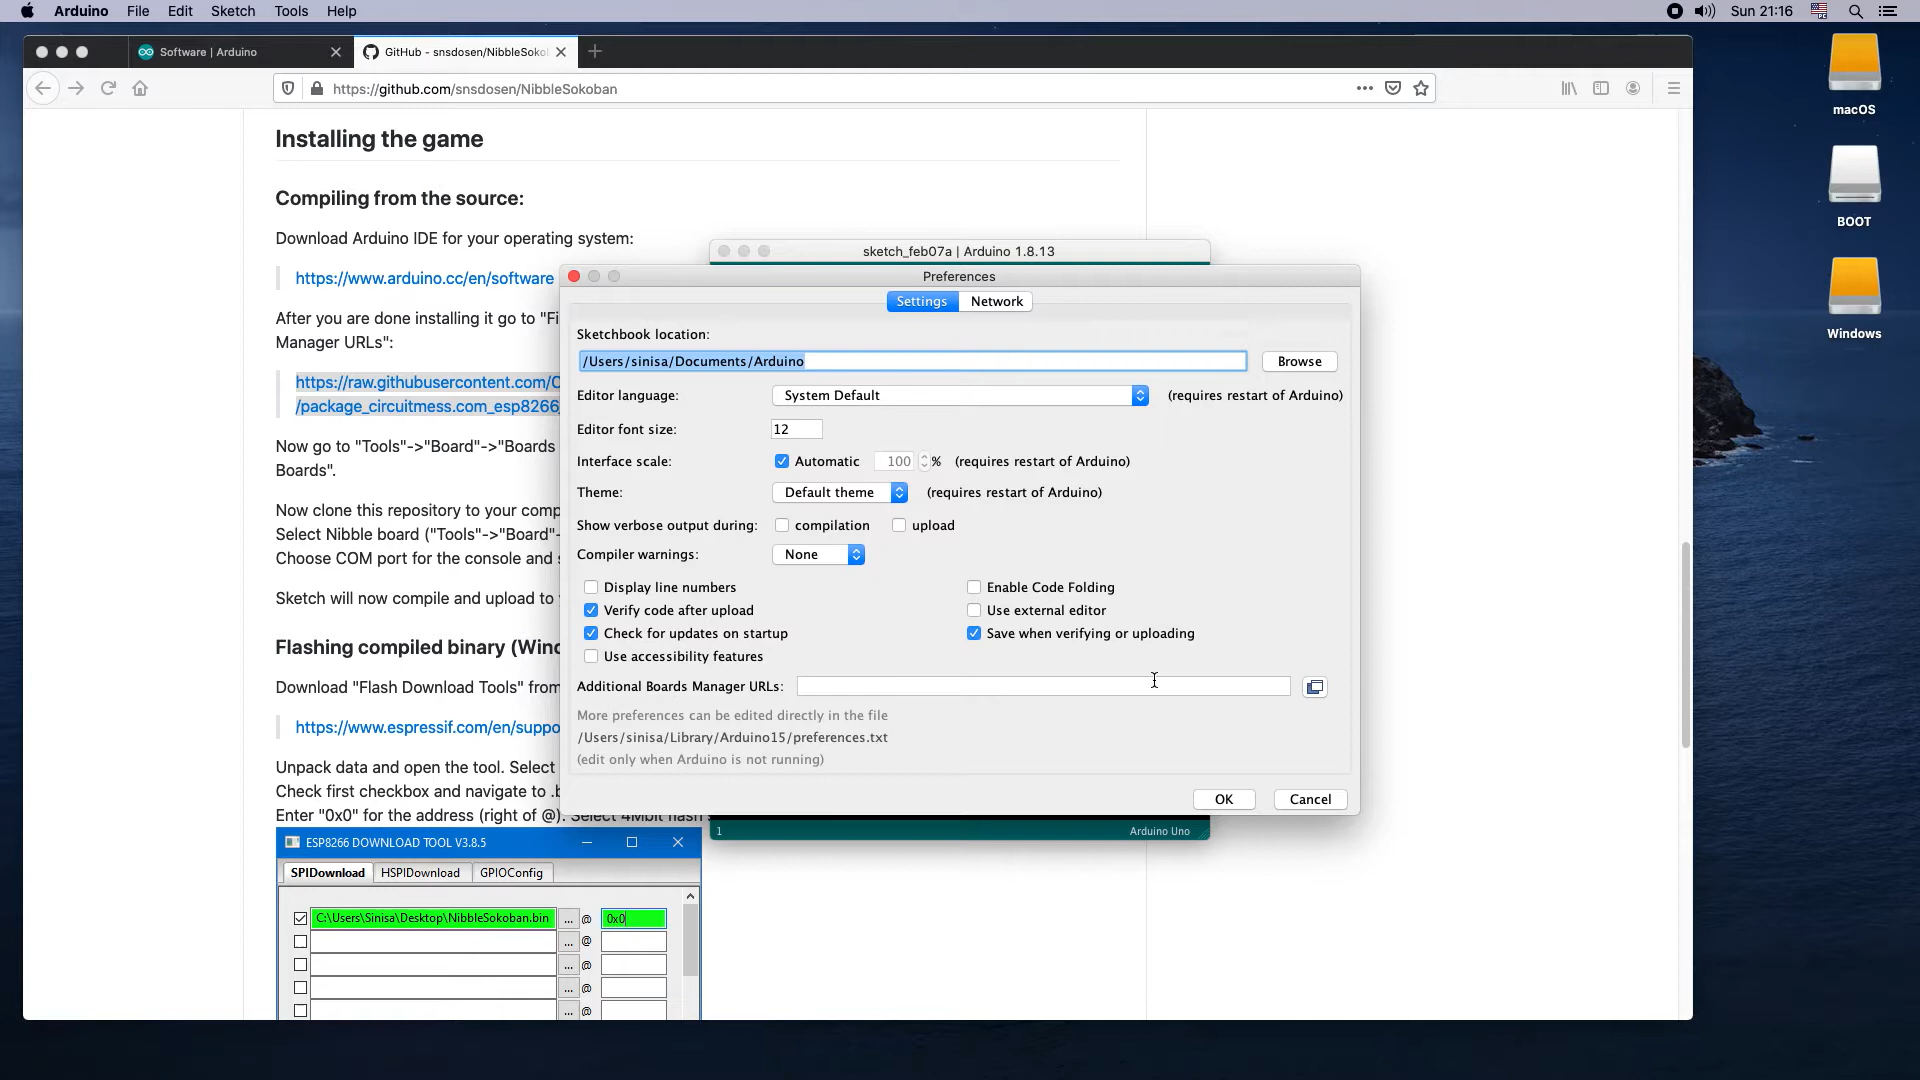 Arduino File Edit Sketch Tools Help
Sun 21:16
Software | Arduino
GitHub - snsdosen/NibbleSoko
https://github.com/snsdosen/NibbleSokoban
macOS
BOOT
Windows
Installing the game
Compiling from the source:
Download Arduino IDE for your operating system:
https://www.arduino.cc/en/software
After you are done installing it go to "Fi
Manager URLs":
https://raw.githubusercontent.com/C
/package_circuitmess.com_esp8266
Now go to "Tools"->"Board"->"Boards
Boards".
Now clone this repository to your comp
Select Nibble board ("Tools"->"Board"-
Choose COM port for the console and s
Sketch will now compile and upload to
Flashing compiled binary (Wind
Download "Flash Download Tools" from
https://www.espressif.com/en/suppo
Unpack data and open the tool. Select
Check first checkbox and navigate to .b
Enter "0x0" for the address (right of @). Select 4Mbit flash s
ESP8266 DOWNLOAD TOOL V3.8.5
SPIDownload HSPIDownload GPIOConfig
C:\Users\Sinisa\Desktop\NibbleSokoban.bin ... @ 0x0
... @
... @
... @
... @
sketch_feb07a | Arduino 1.8.13
Preferences
Settings Network
Sketchbook location:
/Users/sinisa/Documents/Arduino Browse
Editor language: System Default (requires restart of Arduino)
Editor font size: 12
Interface scale: Automatic 100 % (requires restart of Arduino)
Theme: Default theme (requires restart of Arduino)
Show verbose output during: compilation upload
Compiler warnings: None
Display line numbers Enable Code Folding
Verify code after upload Use external editor
Check for updates on startup Save when verifying or uploading
Use accessibility features
Additional Boards Manager URLs:
More preferences can be edited directly in the file
/Users/sinisa/Library/Arduino15/preferences.txt
(edit only when Arduino is not running)
OK Cancel
1 Arduino Uno